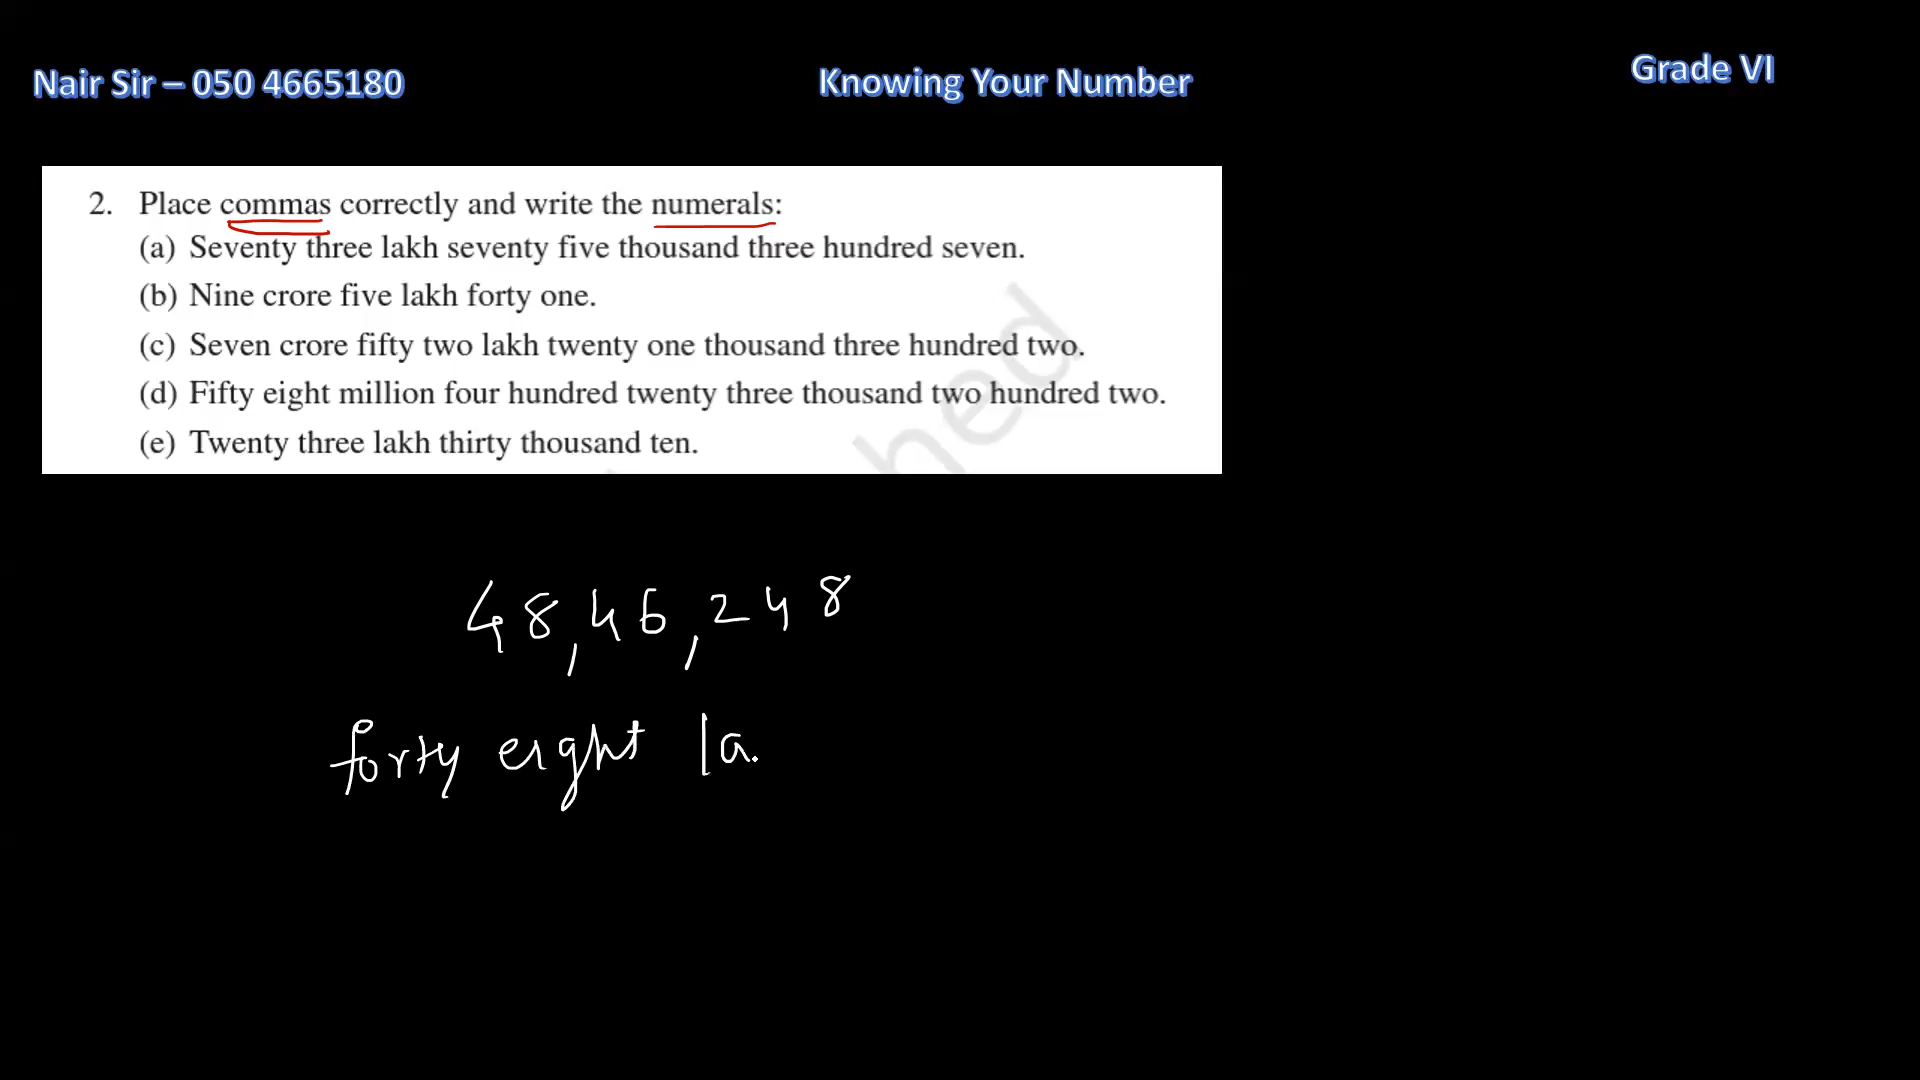 Nair Sir – 050 4665180
Knowing Your Number
Grade VI
2. Place commas correctly and write the numerals:
(a) Seventy three lakh seventy five thousand three hundred seven.
(b) Nine crore five lakh forty one.
(c) Seven crore fifty two lakh twenty one thousand three hundred two.
(d) Fifty eight million four hundred twenty three thousand two hundred two.
(e) Twenty three lakh thirty thousand ten.
48,46,248
forty eight la.